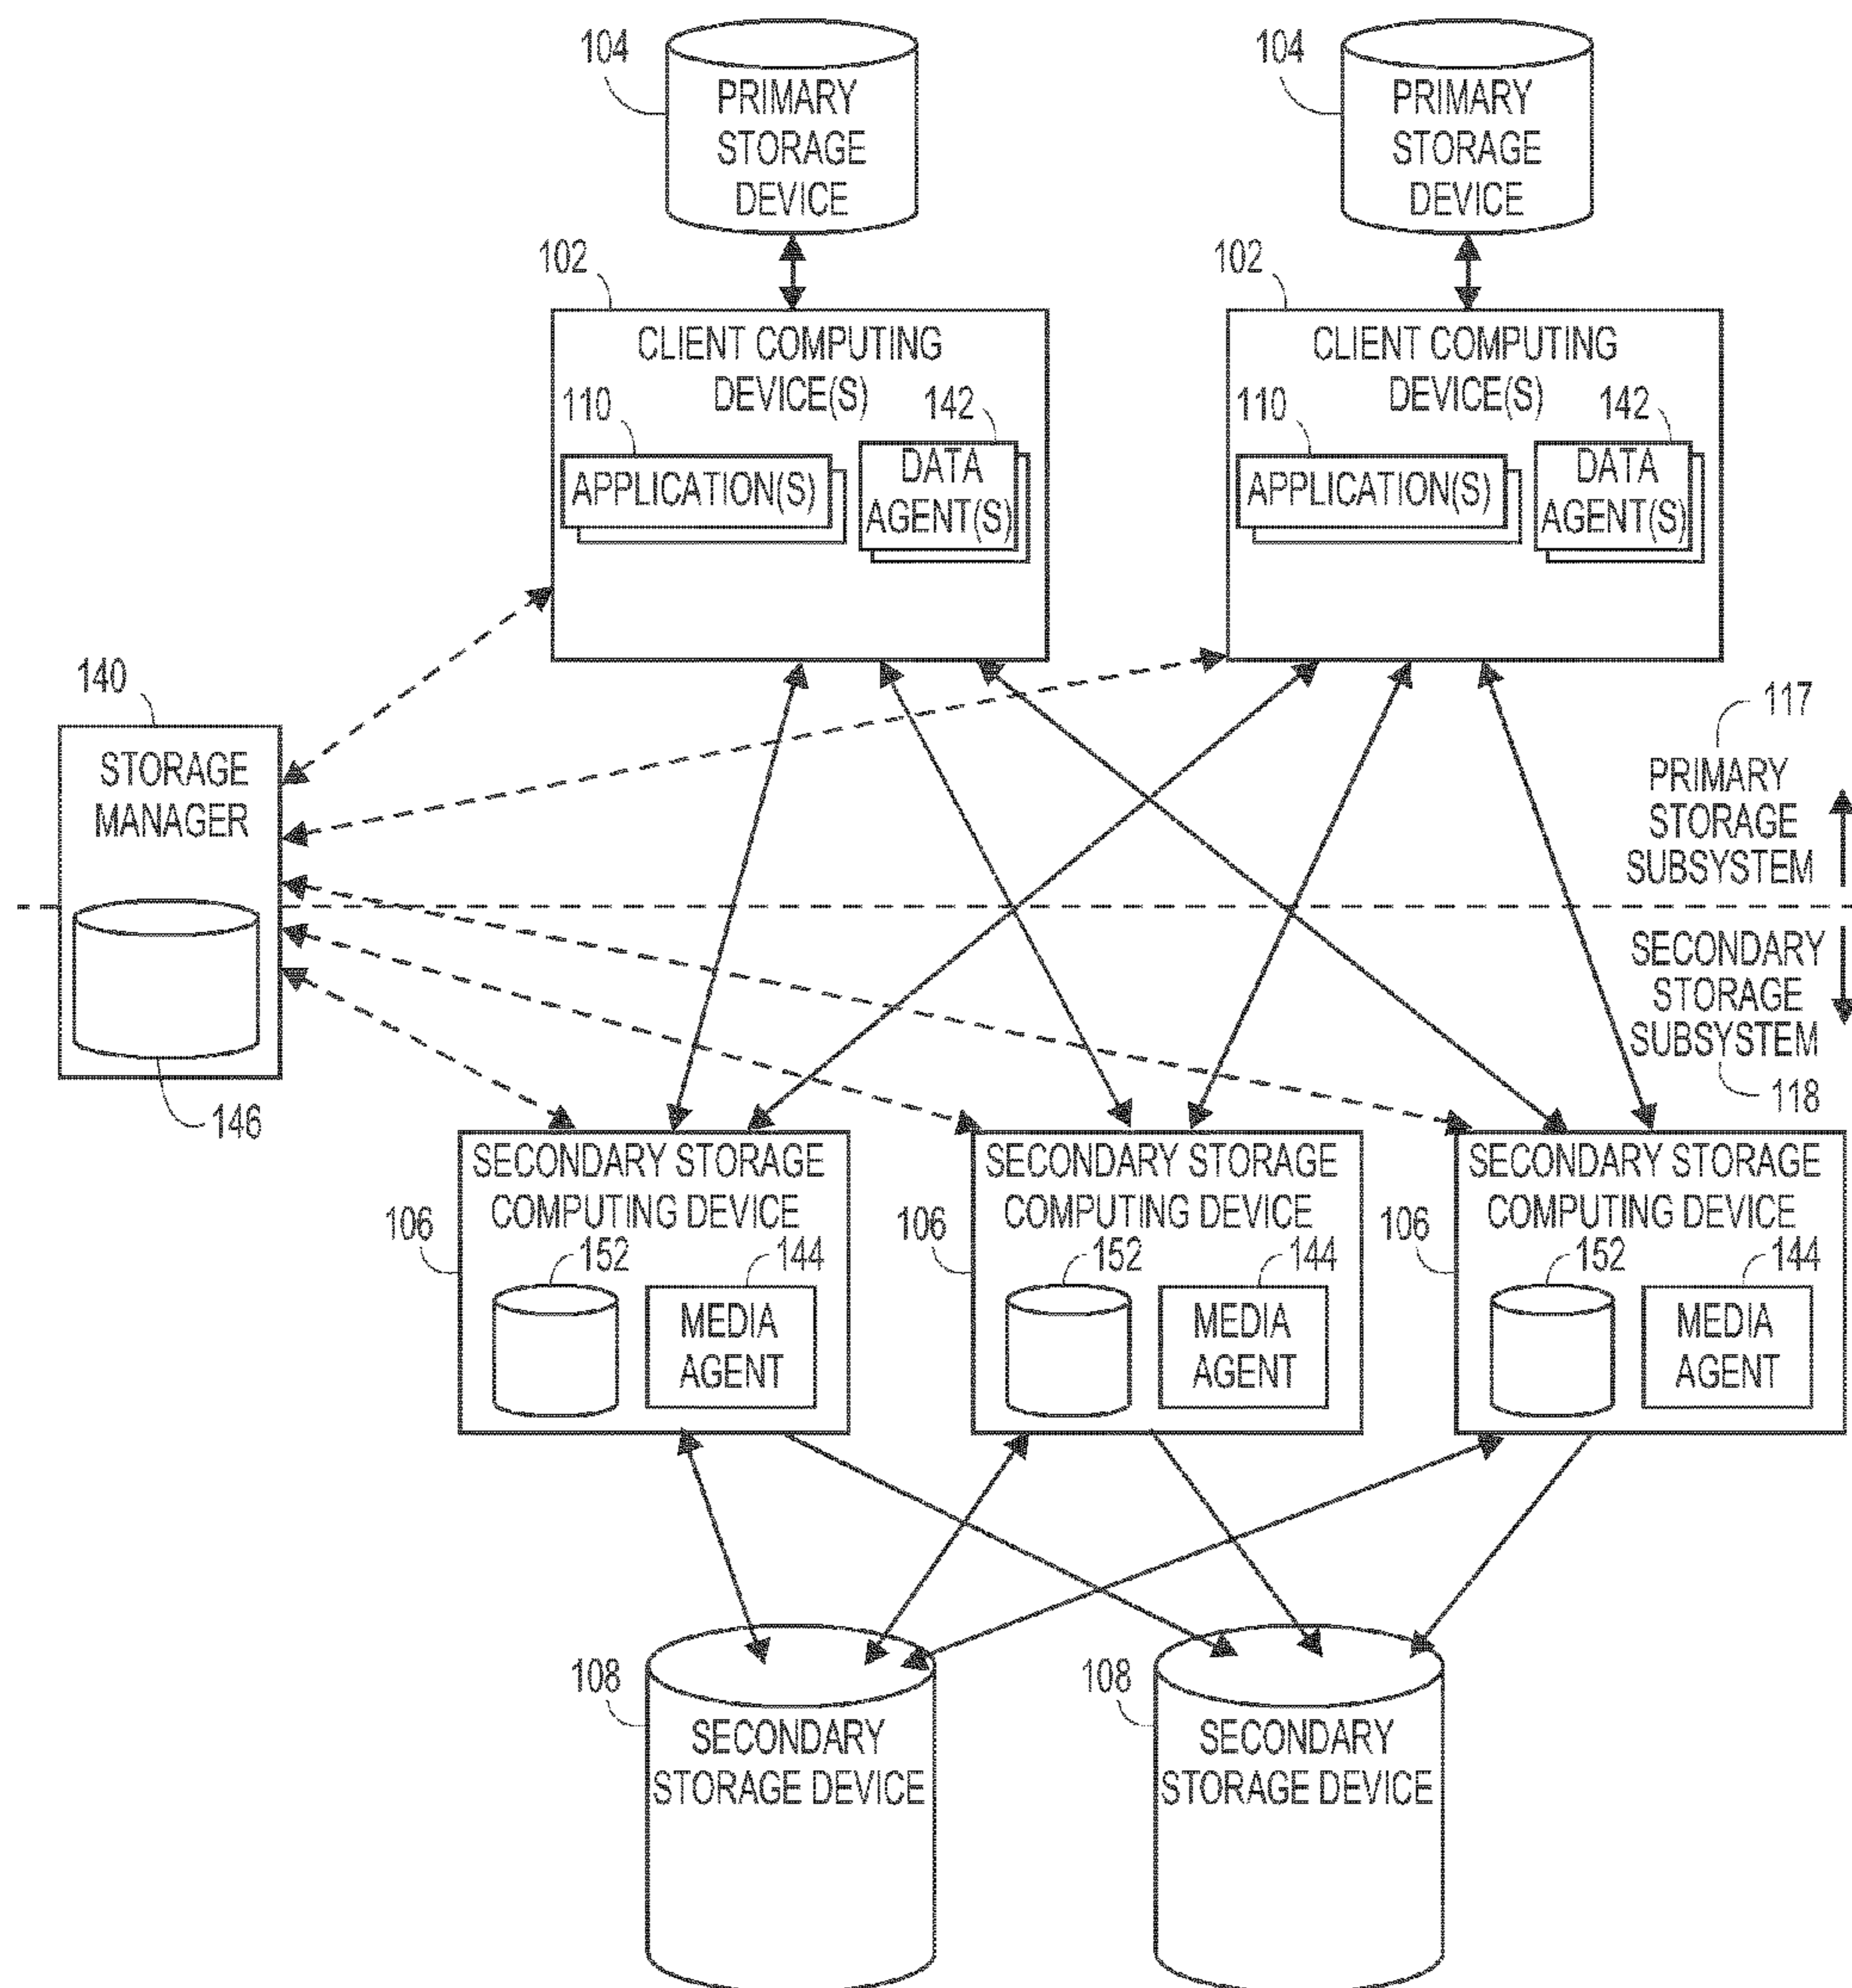 104
PRIMARY
STORAGE
DEVICE
104
PRIMARY
STORAGE
DEVICE
102
CLIENT COMPUTING
DEVICE(S)
110
APPLICATION(S)
142
DATA
AGENT(S)
102
CLIENT COMPUTING
DEVICE(S)
110
APPLICATION(S)
142
DATA
AGENT(S)
140
STORAGE
MANAGER
146
117
PRIMARY
STORAGE
SUBSYSTEM
SECONDARY
STORAGE
SUBSYSTEM
118
106
SECONDARY STORAGE
COMPUTING DEVICE
152
144
MEDIA
AGENT
106
SECONDARY STORAGE
COMPUTING DEVICE
152
144
MEDIA
AGENT
106
SECONDARY STORAGE
COMPUTING DEVICE
152
144
MEDIA
AGENT
108
SECONDARY
STORAGE DEVICE
108
SECONDARY
STORAGE DEVICE